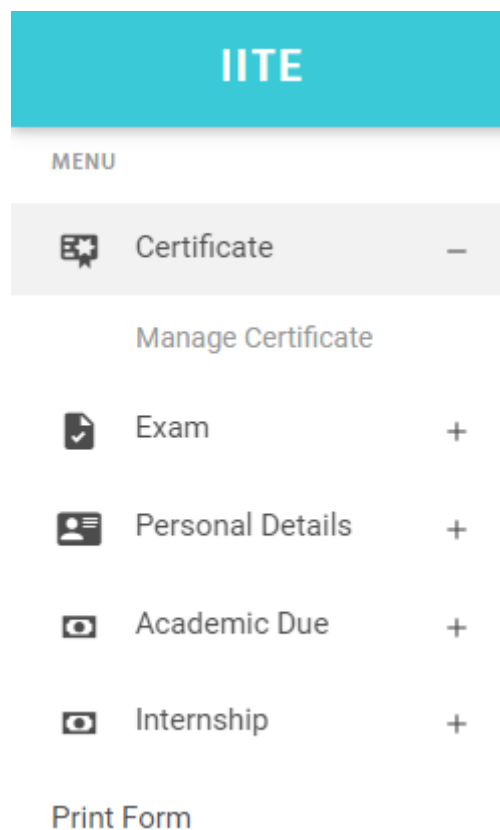 IITE
MENU
Certificate –
Manage Certificate
Exam +
Personal Details +
Academic Due +
Internship +
Print Form